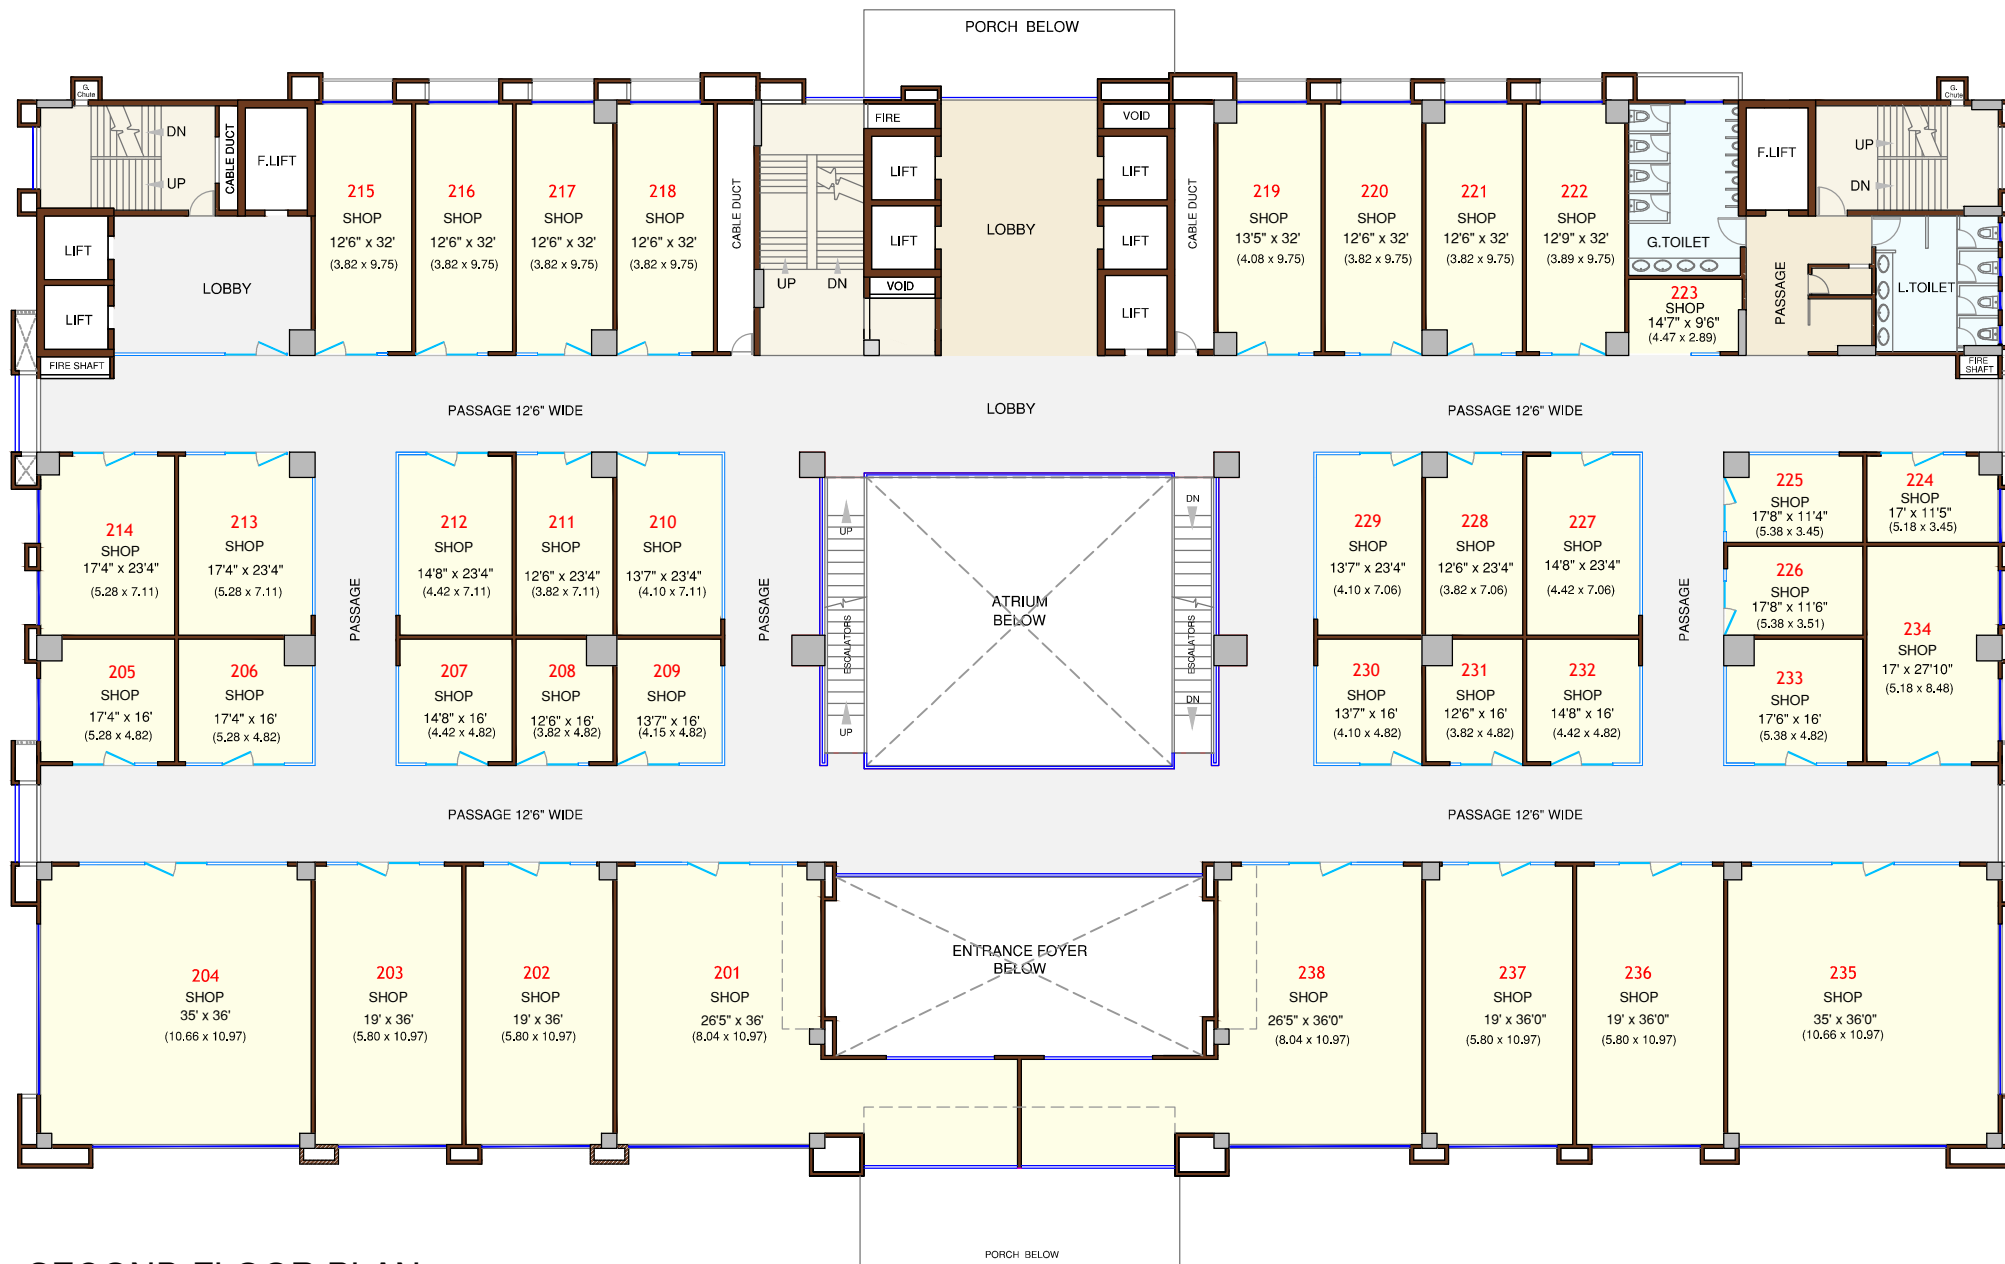 PORCH BELOW
G.
Chute
G.
Chute
DN
UP
CABLE DUCT
F.LIFT
LIFT
LIFT
LOBBY
FIRE SHAFT
215
SHOP
12'6" x 32'
(3.82 x 9.75)
216
SHOP
12'6" x 32'
(3.82 x 9.75)
217
SHOP
12'6" x 32'
(3.82 x 9.75)
218
SHOP
12'6" x 32'
(3.82 x 9.75)
CABLE DUCT
UP
DN
FIRE
LIFT
LIFT
VOID
LOBBY
VOID
LIFT
LIFT
LIFT
CABLE DUCT
219
SHOP
13'5" x 32'
(4.08 x 9.75)
220
SHOP
12'6" x 32'
(3.82 x 9.75)
221
SHOP
12'6" x 32'
(3.82 x 9.75)
222
SHOP
12'9" x 32'
(3.89 x 9.75)
G.TOILET
223
SHOP
14'7" x 9'6"
(4.47 x 2.89)
F.LIFT
UP
DN
PASSAGE
L.TOILET
FIRE
SHAFT
PASSAGE 12'6" WIDE
LOBBY
PASSAGE 12'6" WIDE
214
SHOP
17'4" x 23'4"
(5.28 x 7.11)
213
SHOP
17'4" x 23'4"
(5.28 x 7.11)
PASSAGE
212
SHOP
14'8" x 23'4"
(4.42 x 7.11)
211
SHOP
12'6" x 23'4"
(3.82 x 7.11)
210
SHOP
13'7" x 23'4"
(4.10 x 7.11)
PASSAGE
UP
ESCALATORS
UP
ATRIUM
BELOW
DN
ESCALATORS
DN
229
SHOP
13'7" x 23'4"
(4.10 x 7.06)
228
SHOP
12'6" x 23'4"
(3.82 x 7.06)
227
SHOP
14'8" x 23'4"
(4.42 x 7.06)
PASSAGE
225
SHOP
17'8" x 11'4"
(5.38 x 3.45)
224
SHOP
17' x 11'5"
(5.18 x 3.45)
226
SHOP
17'8" x 11'6"
(5.38 x 3.51)
234
SHOP
17' x 27'10"
(5.18 x 8.48)
205
SHOP
17'4" x 16'
(5.28 x 4.82)
206
SHOP
17'4" x 16'
(5.28 x 4.82)
207
SHOP
14'8" x 16'
(4.42 x 4.82)
208
SHOP
12'6" x 16'
(3.82 x 4.82)
209
SHOP
13'7" x 16'
(4.15 x 4.82)
230
SHOP
13'7" x 16'
(4.10 x 4.82)
231
SHOP
12'6" x 16'
(3.82 x 4.82)
232
SHOP
14'8" x 16'
(4.42 x 4.82)
233
SHOP
17'6" x 16'
(5.38 x 4.82)
PASSAGE 12'6" WIDE
PASSAGE 12'6" WIDE
204
SHOP
35' x 36'
(10.66 x 10.97)
203
SHOP
19' x 36'
(5.80 x 10.97)
202
SHOP
19' x 36'
(5.80 x 10.97)
201
SHOP
26'5" x 36'
(8.04 x 10.97)
ENTRANCE FOYER
BELOW
238
SHOP
26'5" x 36'0"
(8.04 x 10.97)
237
SHOP
19' x 36'0"
(5.80 x 10.97)
236
SHOP
19' x 36'0"
(5.80 x 10.97)
235
SHOP
35' x 36'0"
(10.66 x 10.97)
PORCH BELOW
SECOND FLOOR PLAN